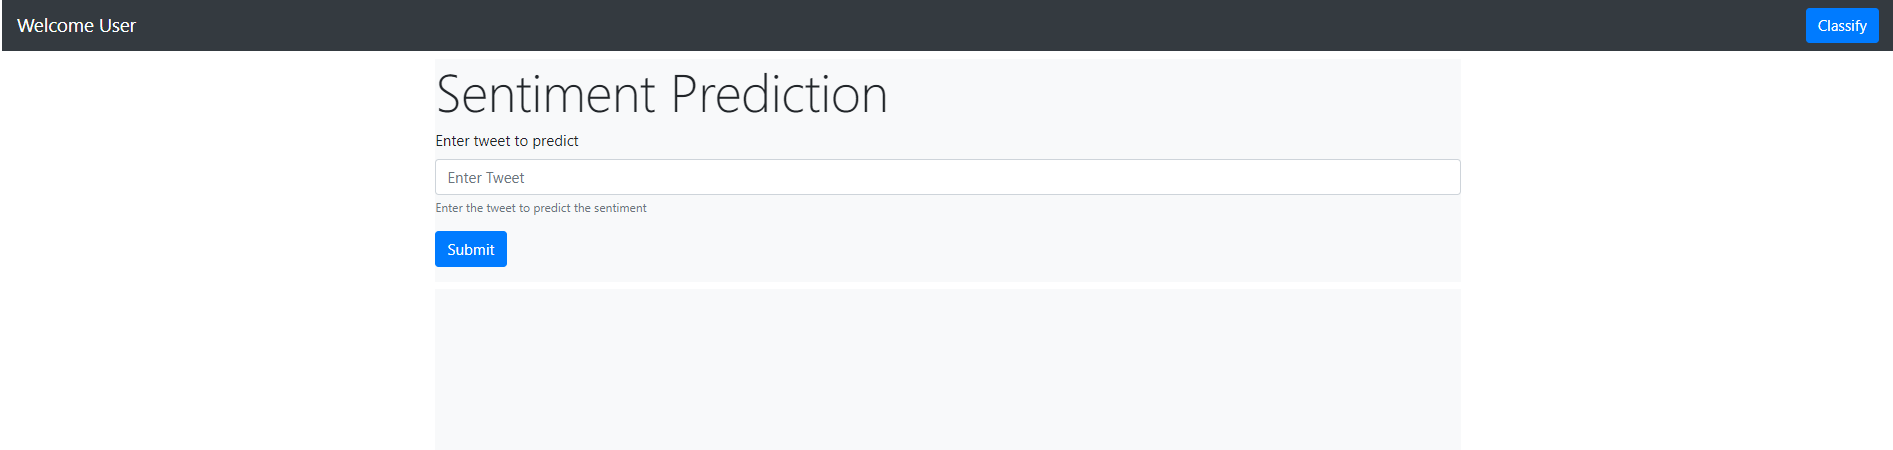 Welcome User
Classify
Sentiment Prediction
Enter tweet to predict
Enter Tweet
Enter the tweet to predict the sentiment
Submit